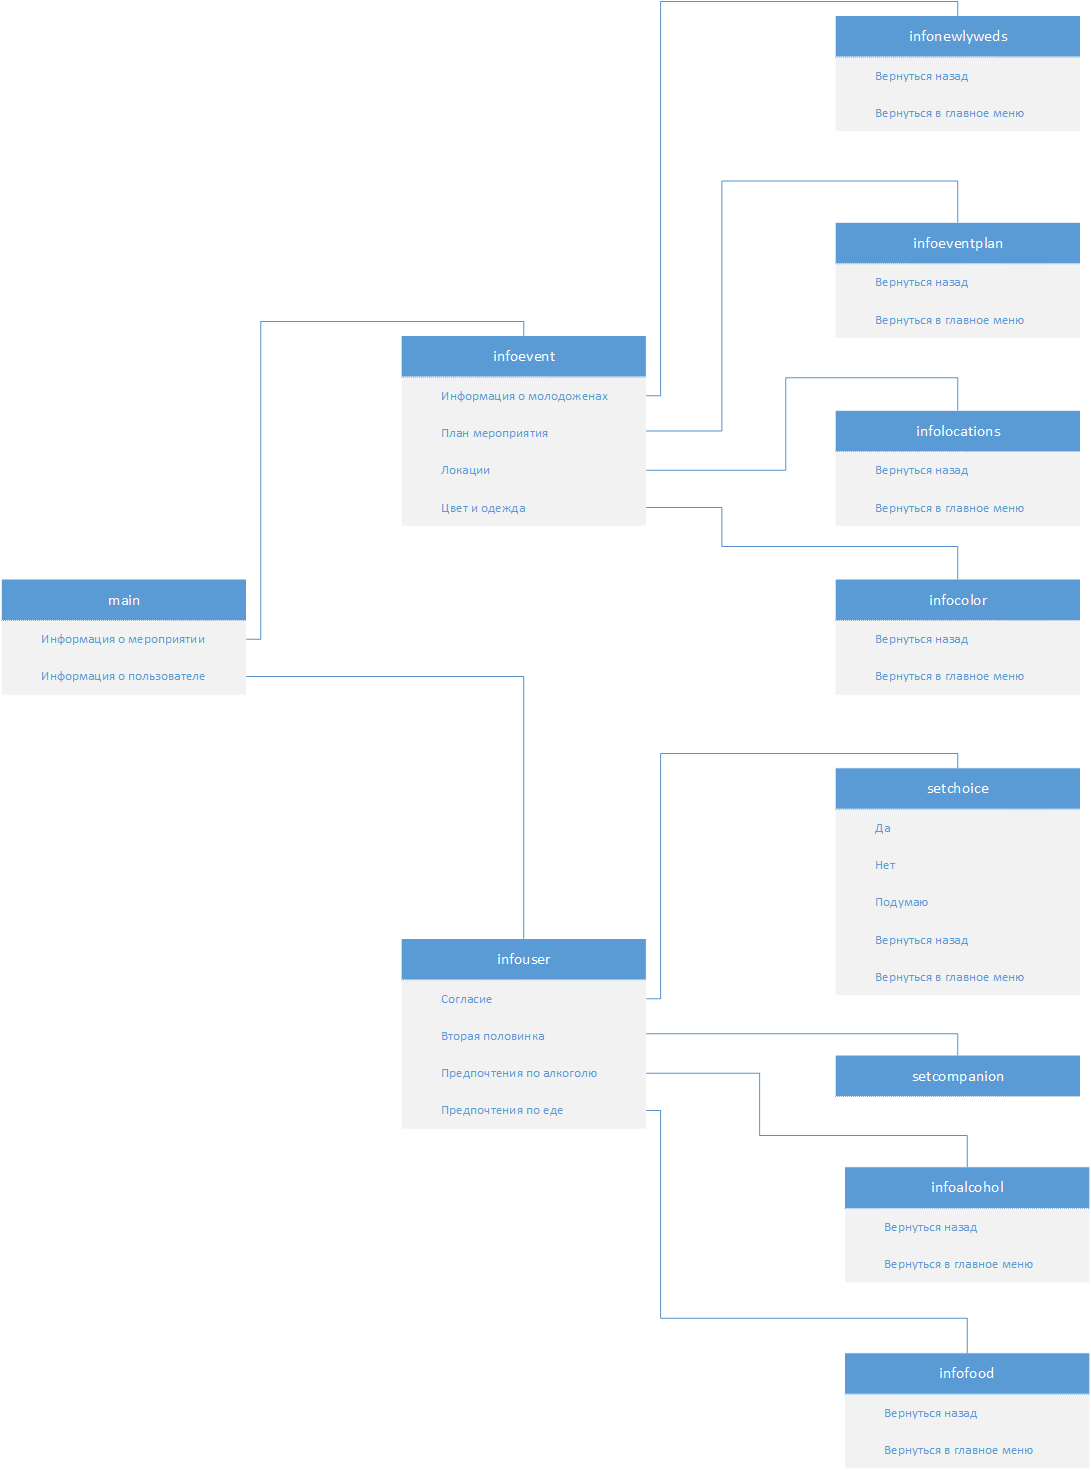 main
Информация о мероприятии
Информация о пользователе
infoevent
Информация о молодоженах
План мероприятия
Локации
Цвет и одежда
infonewlyweds
Вернуться назад
Вернуться в главное меню
infoeventplan
Вернуться назад
Вернуться в главное меню
infolocations
Вернуться назад
Вернуться в главное меню
infocolor
Вернуться назад
Вернуться в главное меню
infouser
Согласие
Вторая половинка
Предпочтения по алкоголю
Предпочтения по еде
setchoice
Да
Нет
Подумаю
Вернуться назад
Вернуться в главное меню
setcompanion
infoalcohol
Вернуться назад
Вернуться в главное меню
infofood
Вернуться назад
Вернуться в главное меню